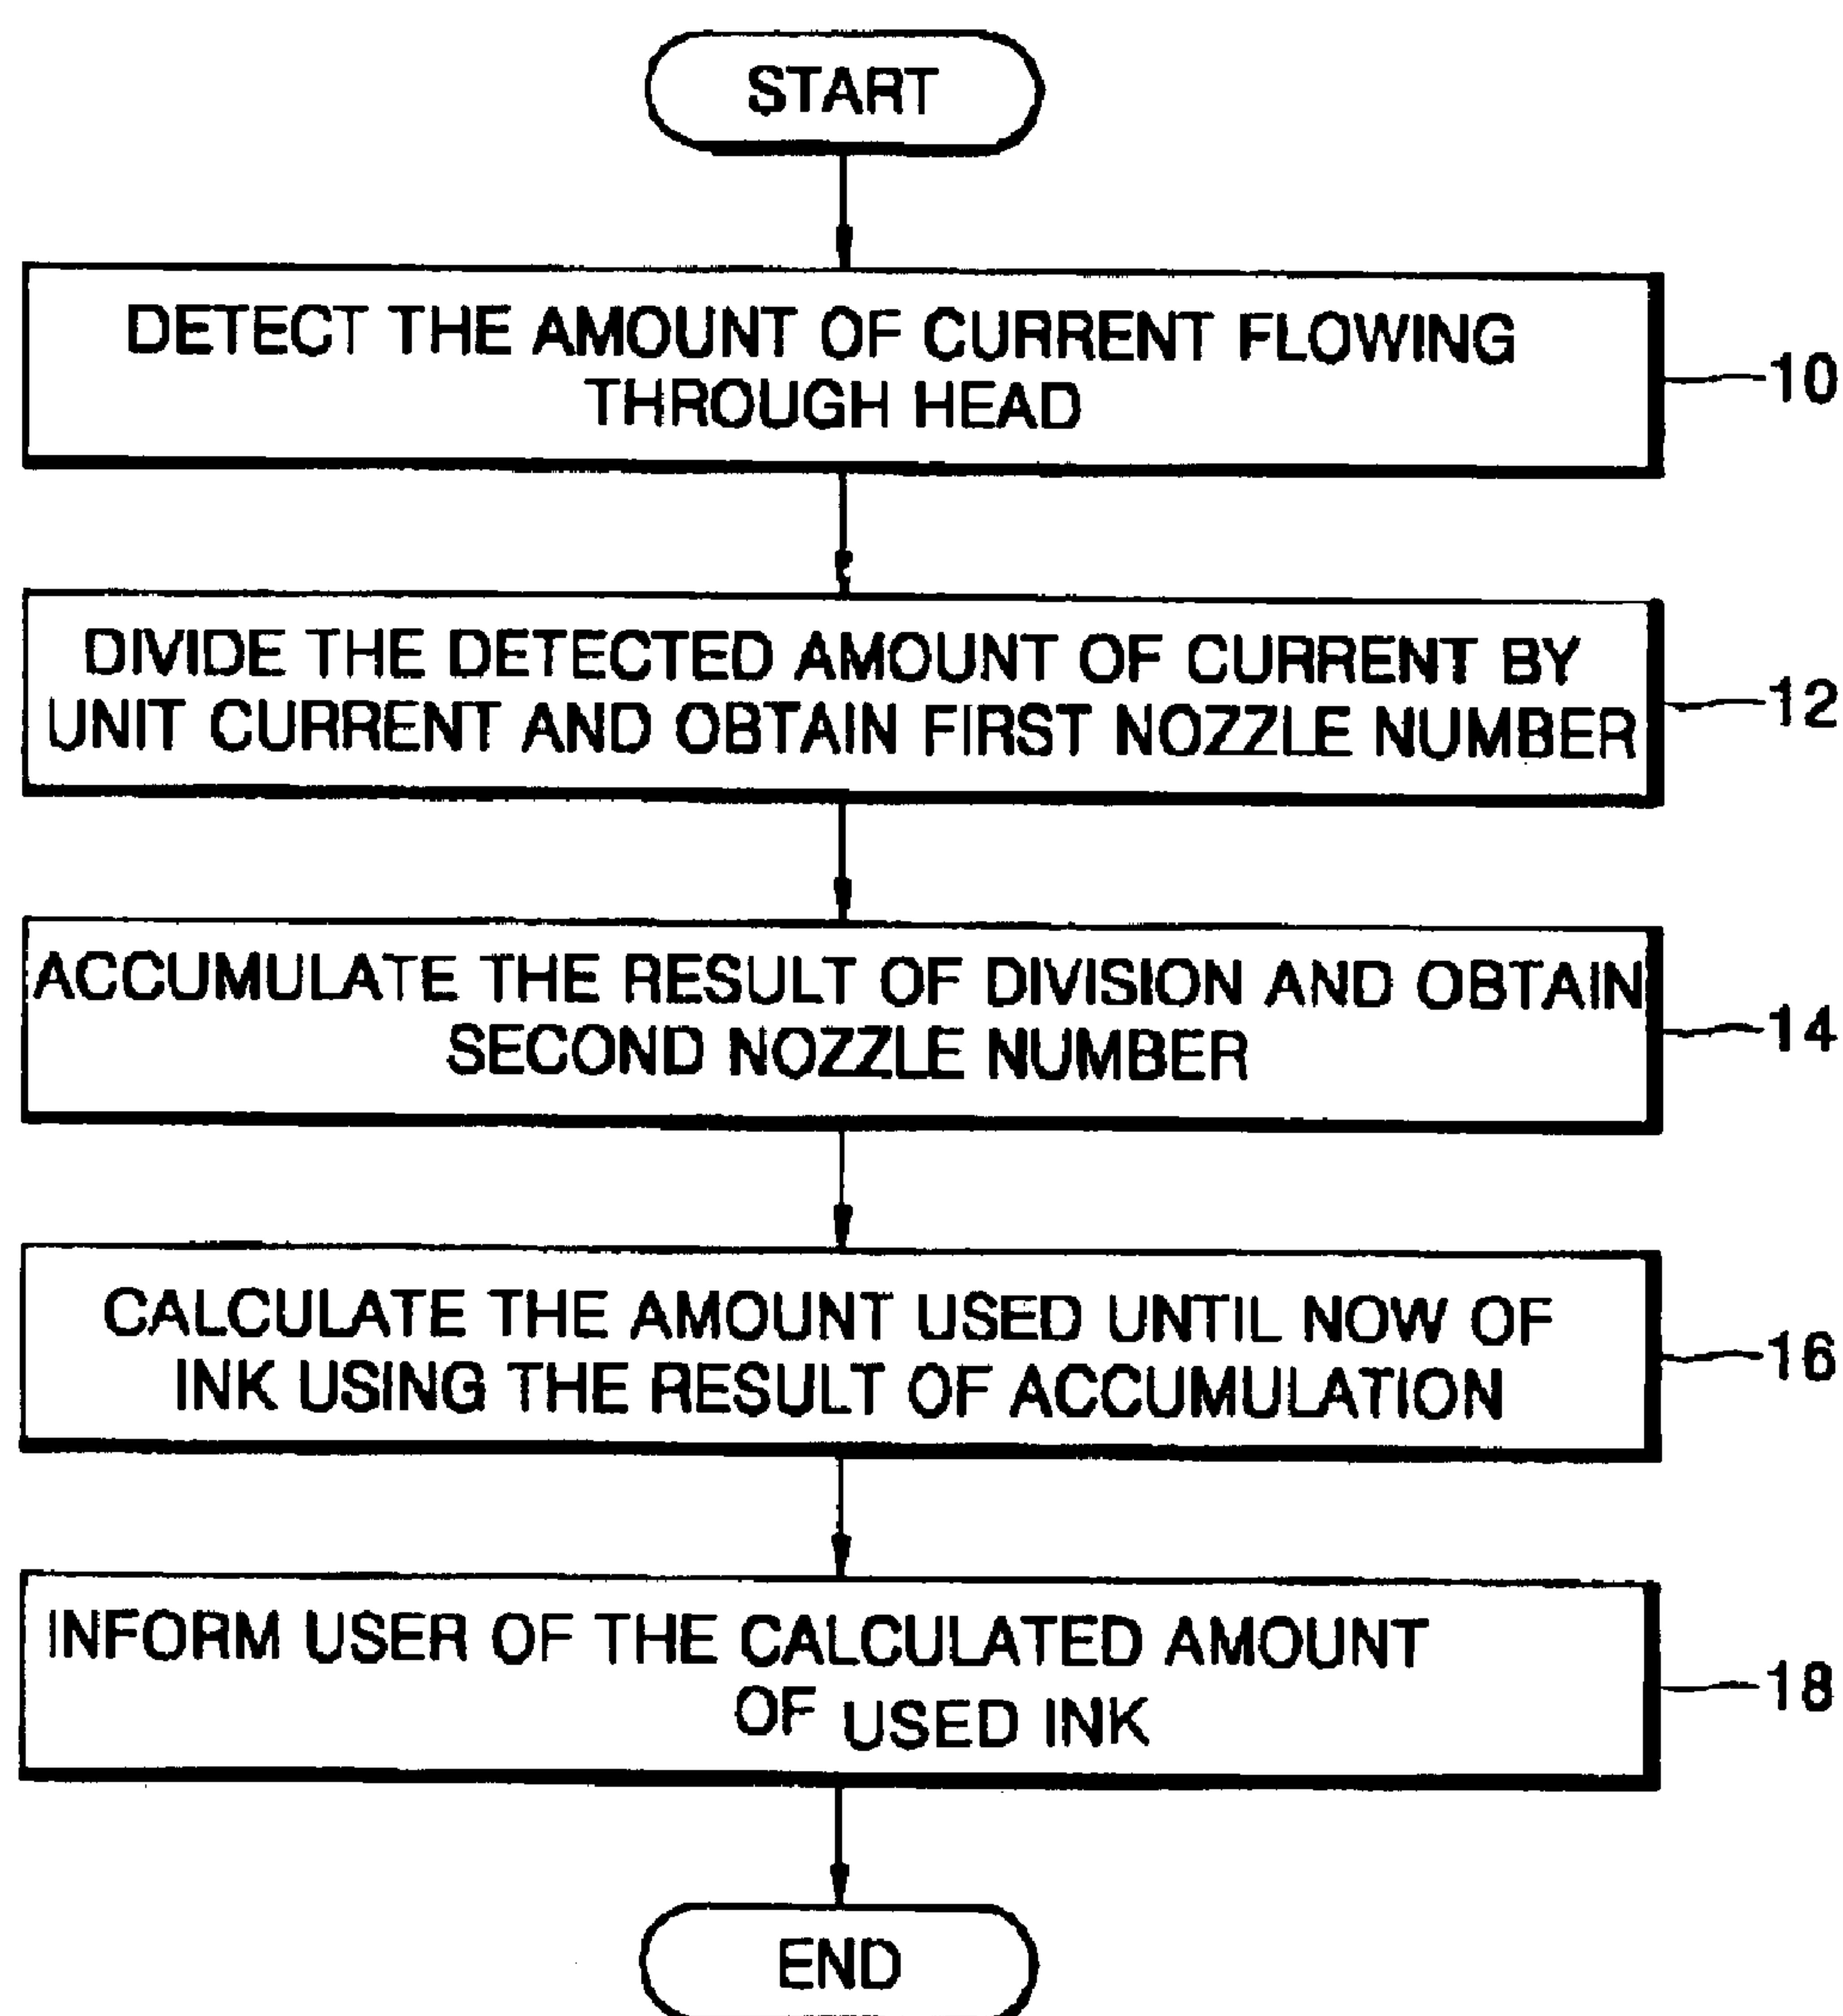 START
DETECT THE AMOUNT OF CURRENT FLOWING
THROUGH HEAD
10
DIVIDE THE DETECTED AMOUNT OF CURRENT BY
UNIT CURRENT AND OBTAIN FIRST NOZZLE NUMBER
12
ACCUMULATE THE RESULT OF DIVISION AND OBTAIN
SECOND NOZZLE NUMBER
14
CALCULATE THE AMOUNT USED UNTIL NOW OF
INK USING THE RESULT OF ACCUMULATION
16
INFORM USER OF THE CALCULATED AMOUNT
OF USED INK
18
END